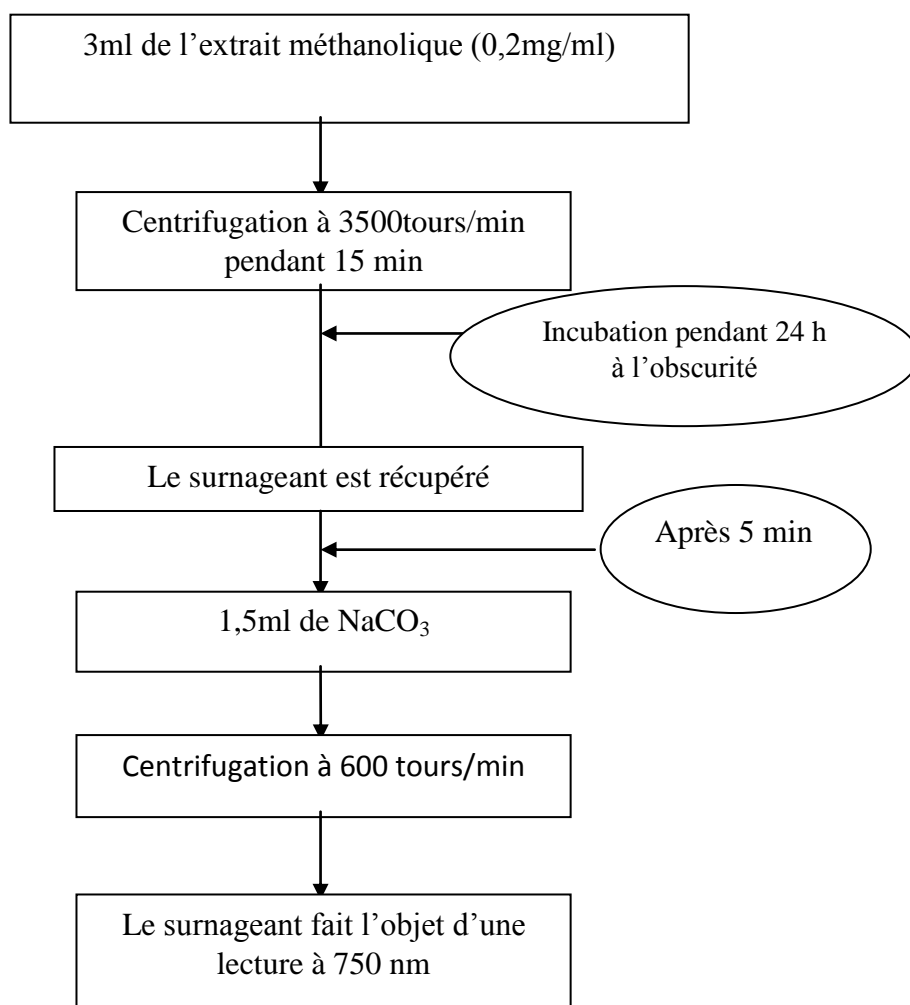 3ml de l’extrait méthanolique (0,2mg/ml)
Centrifugation à 3500tours/min
pendant 15 min
Incubation pendant 24 h
à l’obscurité
Le surnageant est récupéré
Après 5 min
1,5ml de NaCO₃
Centrifugation à 600 tours/min
Le surnageant fait l’objet d’une
lecture à 750 nm